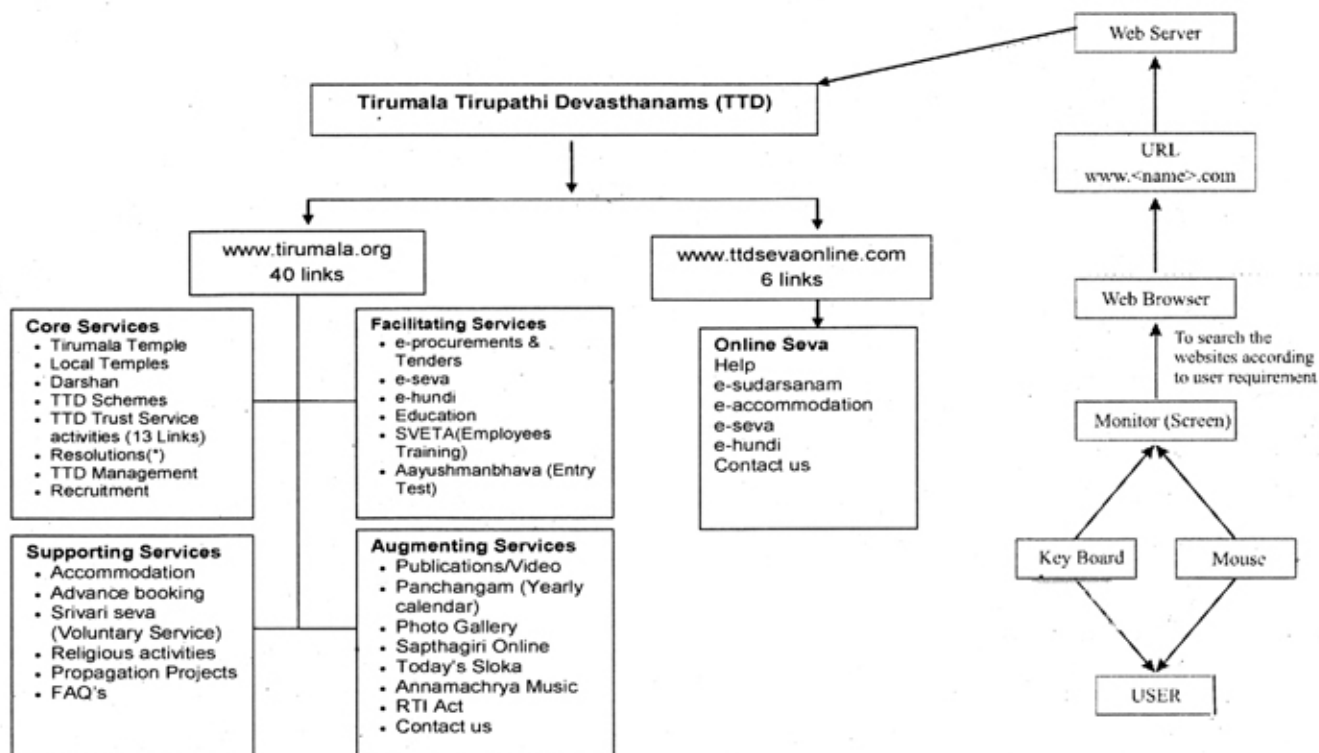 Web Server
Tirumala Tirupathi Devasthanams (TTD)
URL
www.<name>.com
www.tirumala.org
40 links
www.ttdsevaonline.com
6 links
Web Browser
To search the
websites according
to user requirement
Core Services
• Tirumala Temple
• Local Temples
• Darshan
• TTD Schemes
• TTD Trust Service
activities (13 Links)
• Resolutions(*)
• TTD Management
• Recruitment
Facilitating Services
• e-procurements &
Tenders
• e-seva
• e-hundi
• Education
• SVETA(Employees
Training)
• Aayushmanbhava (Entry
Test)
Online Seva
Help
e-sudarsanam
e-accommodation
e-seva
e-hundi
Contact us
Monitor (Screen)
Key Board
Mouse
USER
Supporting Services
• Accommodation
• Advance booking
• Srivari seva
(Voluntary Service)
• Religious activities
• Propagation Projects
• FAQ's
Augmenting Services
• Publications/Video
• Panchangam (Yearly
calendar)
• Photo Gallery
• Sapthagiri Online
• Today's Sloka
• Annamachrya Music
• RTI Act
• Contact us